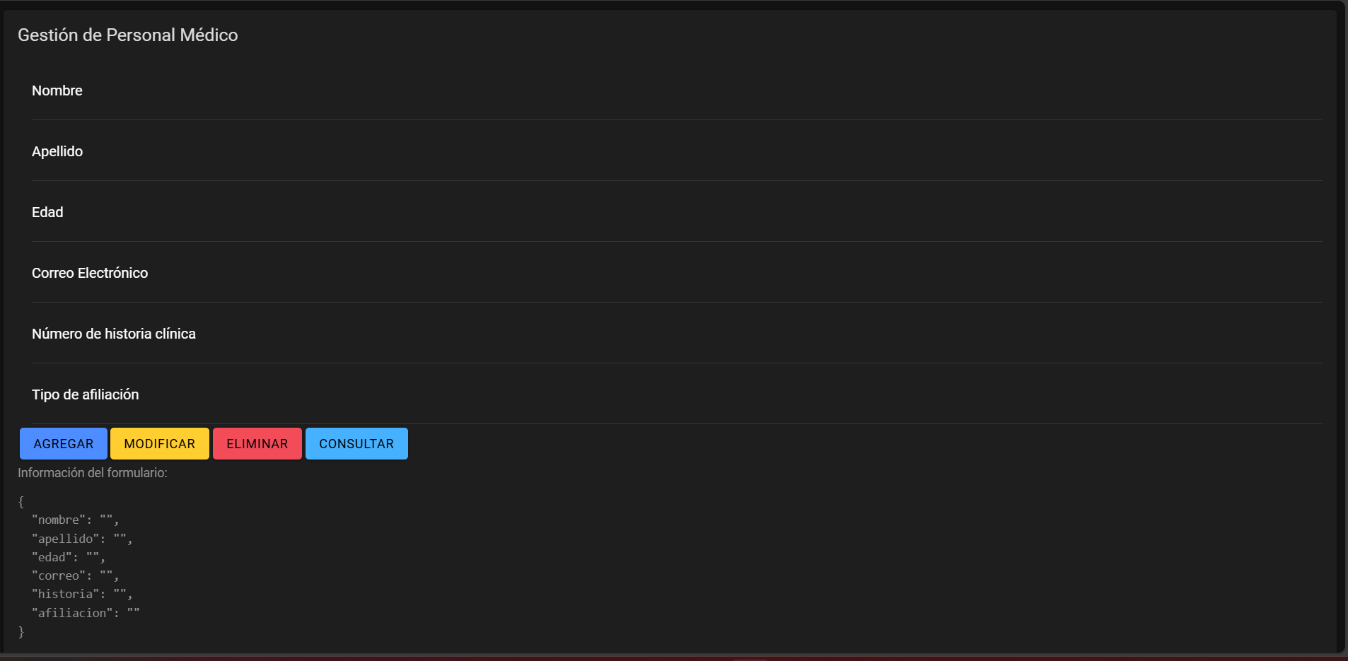 Gestión de Personal Médico
Nombre
Apellido
Edad
Correo Electrónico
Número de historia clínica
Tipo de afiliación
AGREGAR MODIFICAR ELIMINAR CONSULTAR
Información del formulario:
{
  "nombre": "",
  "apellido": "",
  "edad": "",
  "correo": "",
  "historia": "",
  "afiliacion": ""
}